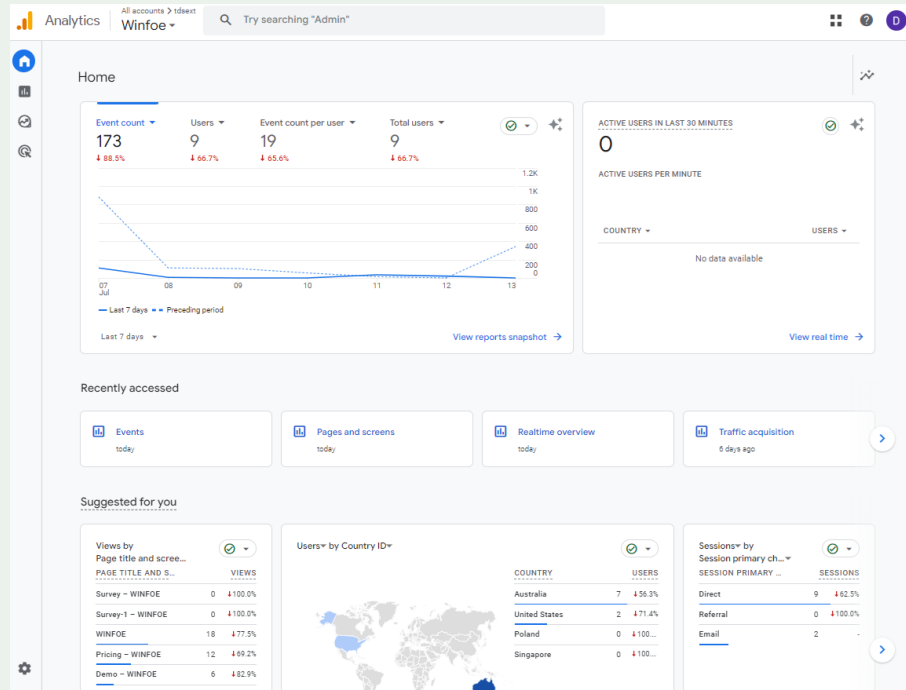 Analytics
All accounts > tdsext
Winfoe
Try searching "Admin"
D
Home
Event count
173
88.5%
Users
9
66.7%
Event count per user
19
65.6%
Total users
9
66.7%
1.2K
1K
800
600
400
200
0
07
Jul
08
09
10
11
12
13
Last 7 days
Preceding period
Last 7 days
View reports snapshot
ACTIVE USERS IN LAST 30 MINUTES
0
ACTIVE USERS PER MINUTE
COUNTRY
USERS
No data available
View real time
Recently accessed
Events
today
Pages and screens
today
Realtime overview
today
Traffic acquisition
6 days ago
Suggested for you
Views by
Page title and scree...
PAGE TITLE AND S...
VIEWS
Survey – WINFOE 0 100.0%
Survey-1 – WINFOE 0 100.0%
WINFOE 18 77.5%
Pricing – WINFOE 12 69.2%
Demo – WINFOE 6 82.9%
Users by Country ID
COUNTRY USERS
Australia 7 56.3%
United States 2 71.4%
Poland 0 100...
Singapore 0 100...
Sessions by
Session primary ch...
SESSION PRIMARY ... SESSIONS
Direct 9 62.5%
Referral 0 100.0%
Email 2 -